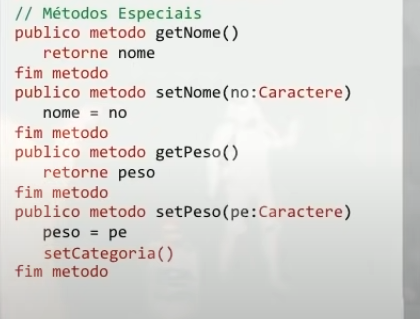 // Métodos Especiais
publico metodo getNome()
retorne nome
fim metodo
publico metodo setNome(no:Caractere)
nome = no
fim metodo
publico metodo getPeso()
retorne peso
fim metodo
publico metodo setPeso(pe:Caractere)
peso = pe
setCategoria()
fim metodo